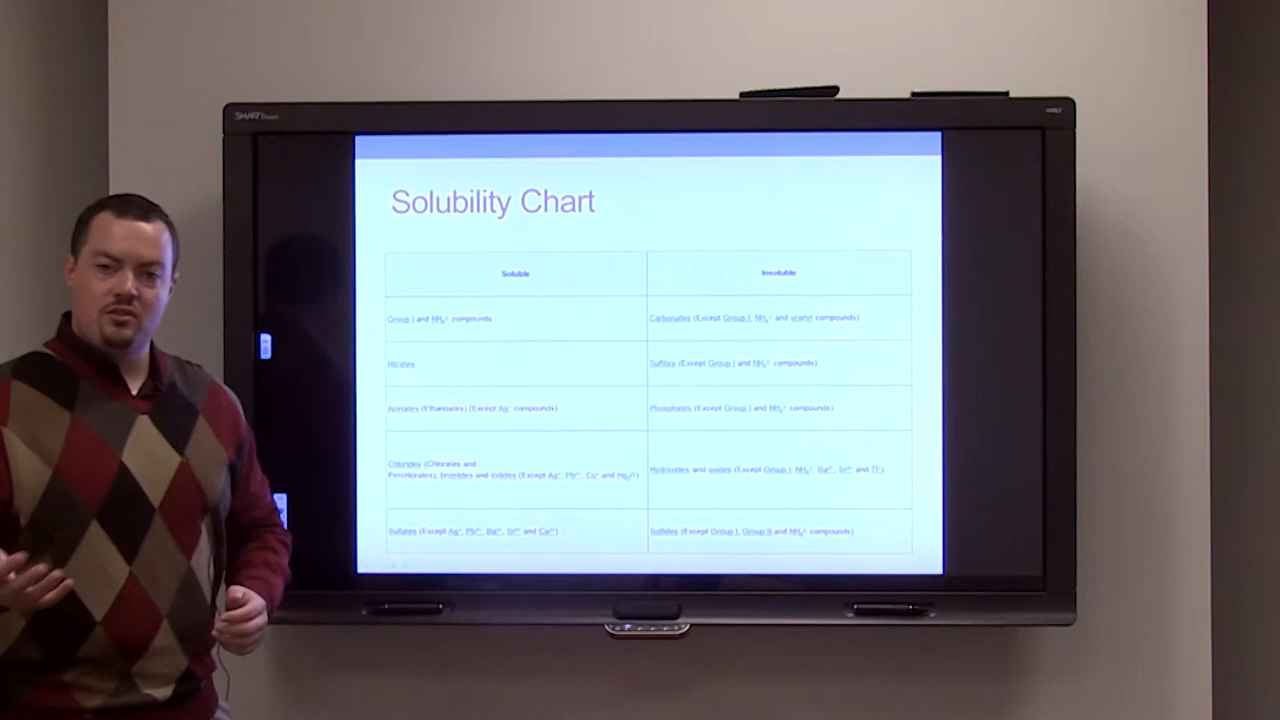 SMART Board
Solubility Chart
Soluble
Insoluble
Group I and NH₄⁺ compounds
Carbonates (Except Group I, NH₄⁺ and uranyl compounds)
Nitrates
Sulfites (Except Group I and NH₄⁺ compounds)
Acetates (Ethanoates) (Except Ag⁺ compounds)
Phosphates (Except Group I and NH₄⁺ compounds)
Chlorides (Chlorates and
Perchlorates), bromides and iodides (Except Ag⁺, Pb²⁺, Cu⁺ and Hg₂²⁺)
Hydroxides and oxides (Except Group I, NH₄⁺, Ba²⁺, Sr²⁺ and Tl⁺)
Sulfates (Except Ag⁺, Pb²⁺, Ba²⁺, Sr²⁺ and Ca²⁺)
Sulfides (Except Group I, Group II and NH₄⁺ compounds)